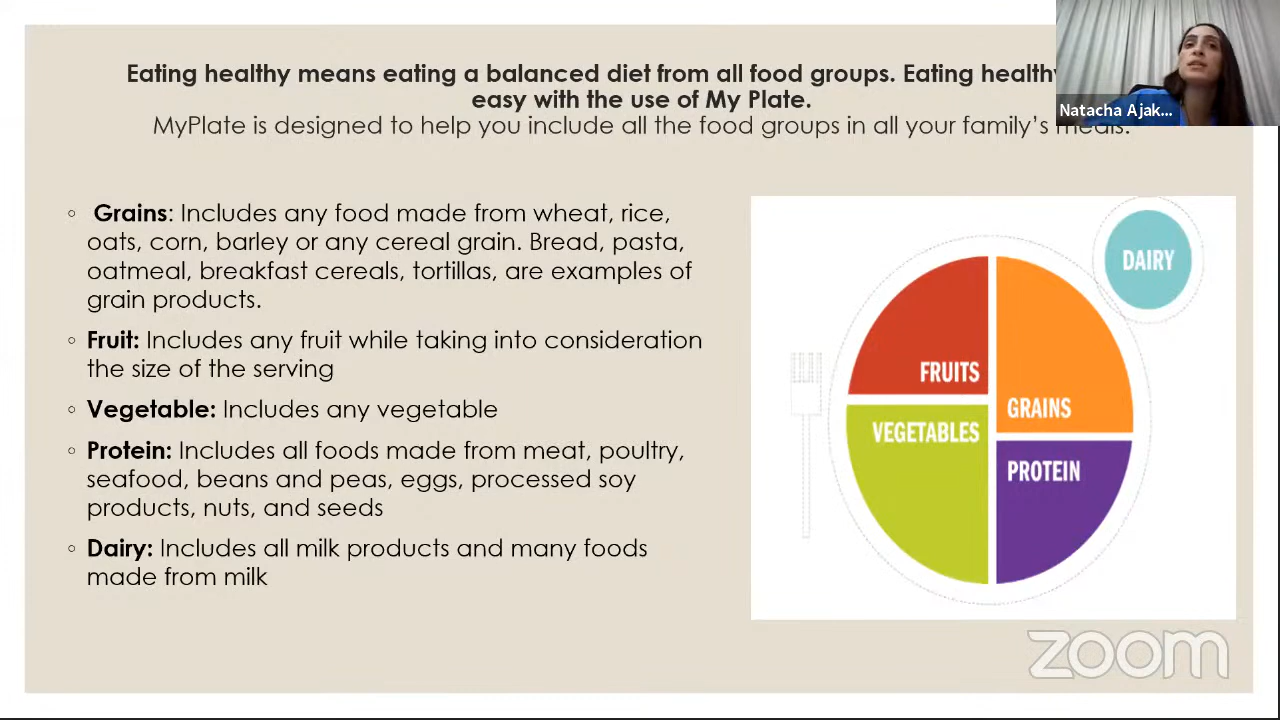 Eating healthy means eating a balanced diet from all food groups. Eating healthy
easy with the use of My Plate.
MyPlate is designed to help you include all the food groups in all your family's meals.
Natacha Ajak...
◦ Grains: Includes any food made from wheat, rice,
oats, corn, barley or any cereal grain. Bread, pasta,
oatmeal, breakfast cereals, tortillas, are examples of
grain products.
◦ Fruit: Includes any fruit while taking into consideration
the size of the serving
◦ Vegetable: Includes any vegetable
◦ Protein: Includes all foods made from meat, poultry,
seafood, beans and peas, eggs, processed soy
products, nuts, and seeds
◦ Dairy: Includes all milk products and many foods
made from milk
DAIRY
FRUITS
GRAINS
VEGETABLES
PROTEIN
zoom